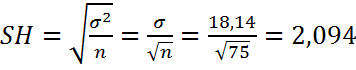 SH = √(σ²/n) = σ/√n = 18,14/√75 = 2,094